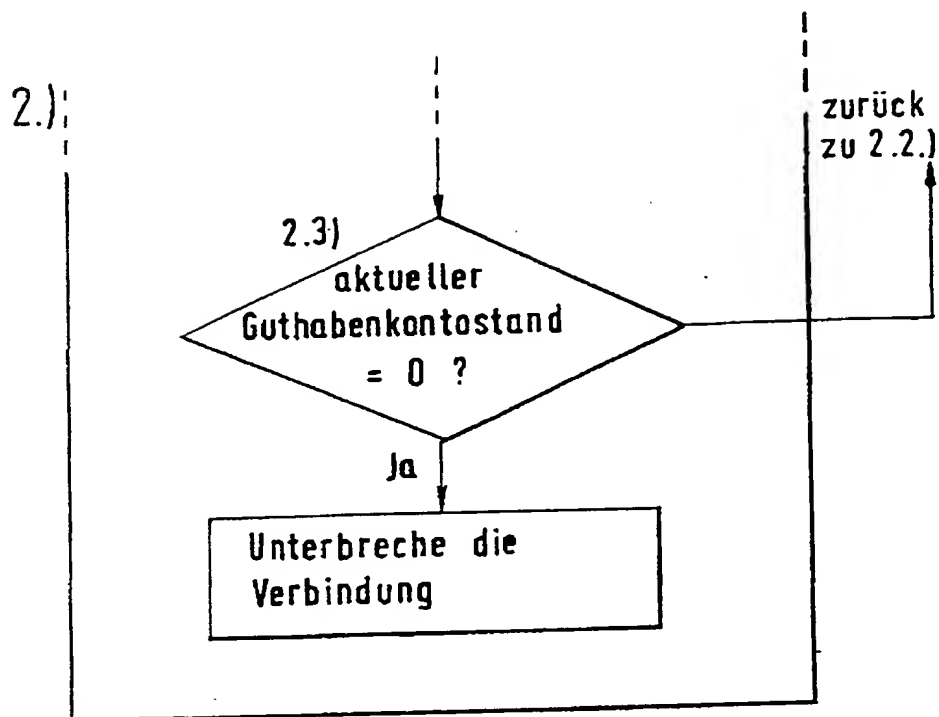 2.)
zurück
zu 2.2.)
2.3)
aktueller
Guthabenkontostand
= 0 ?
Ja
Unterbreche die
Verbindung